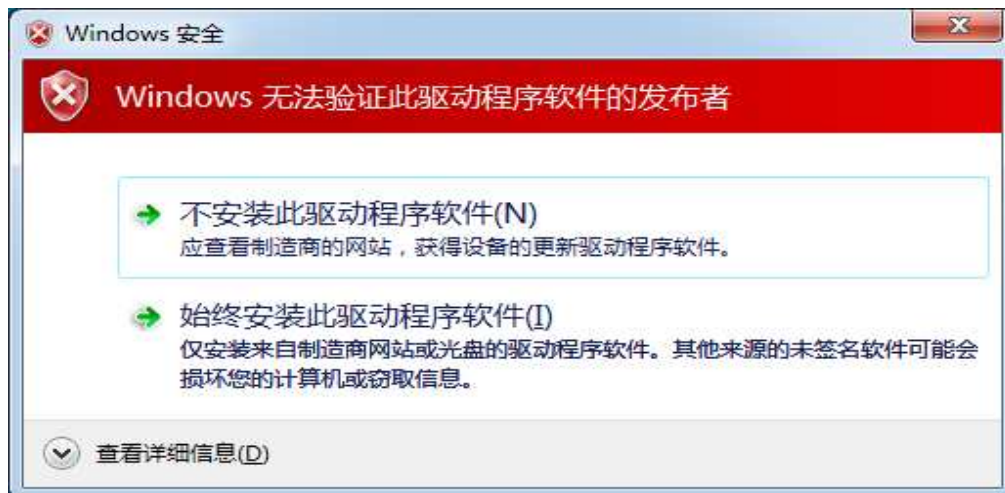 Windows 安全
Windows 无法验证此驱动程序软件的发布者
不安装此驱动程序软件(N)
应查看制造商的网站，获得设备的更新驱动程序软件。
始终安装此驱动程序软件(I)
仅安装来自制造商网站或光盘的驱动程序软件。其他来源的未签名软件可能会
损坏您的计算机或窃取信息。
查看详细信息(D)